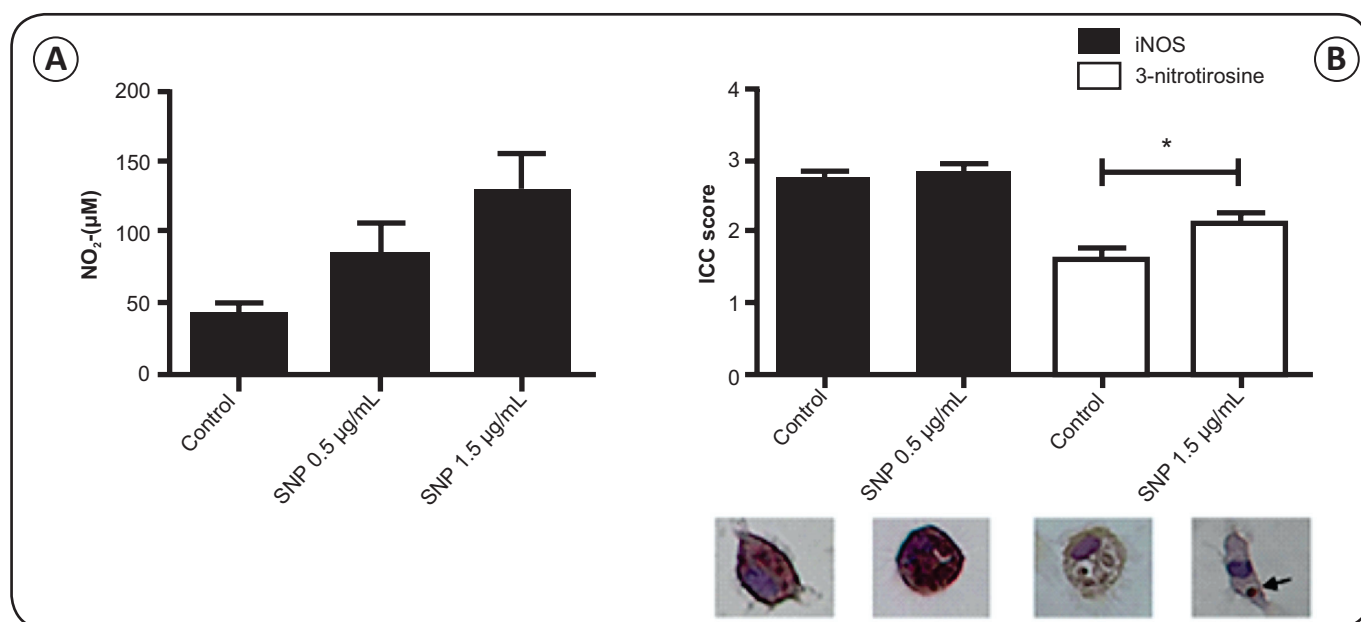 A
NO₂-(µM)
200
150
100
50
0
Control
SNP 0.5 µg/mL
SNP 1.5 µg/mL
iNOS
3-nitrotirosine
B
ICC score
4
3
2
1
0
*
Control
SNP 0.5 µg/mL
Control
SNP 1.5 µg/mL